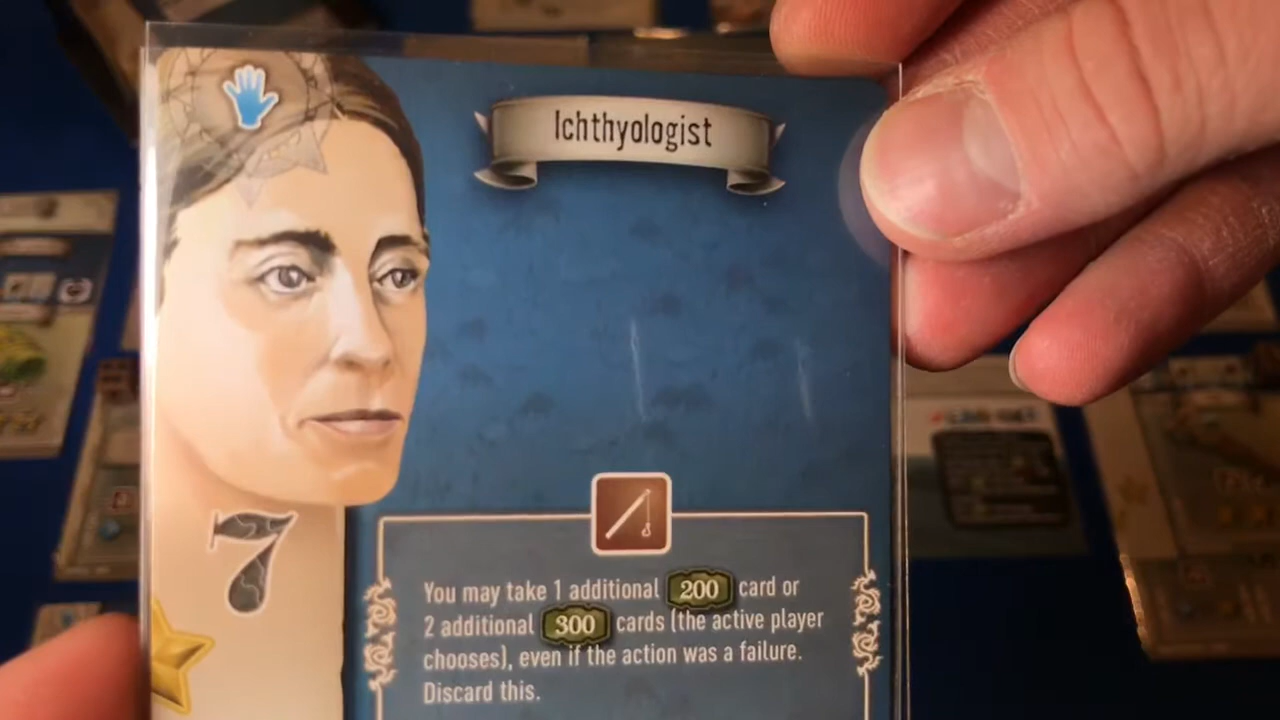 Ichthyologist
7
You may take 1 additional 200 card or
2 additional 300 cards (the active player
chooses), even if the action was a failure.
Discard this.